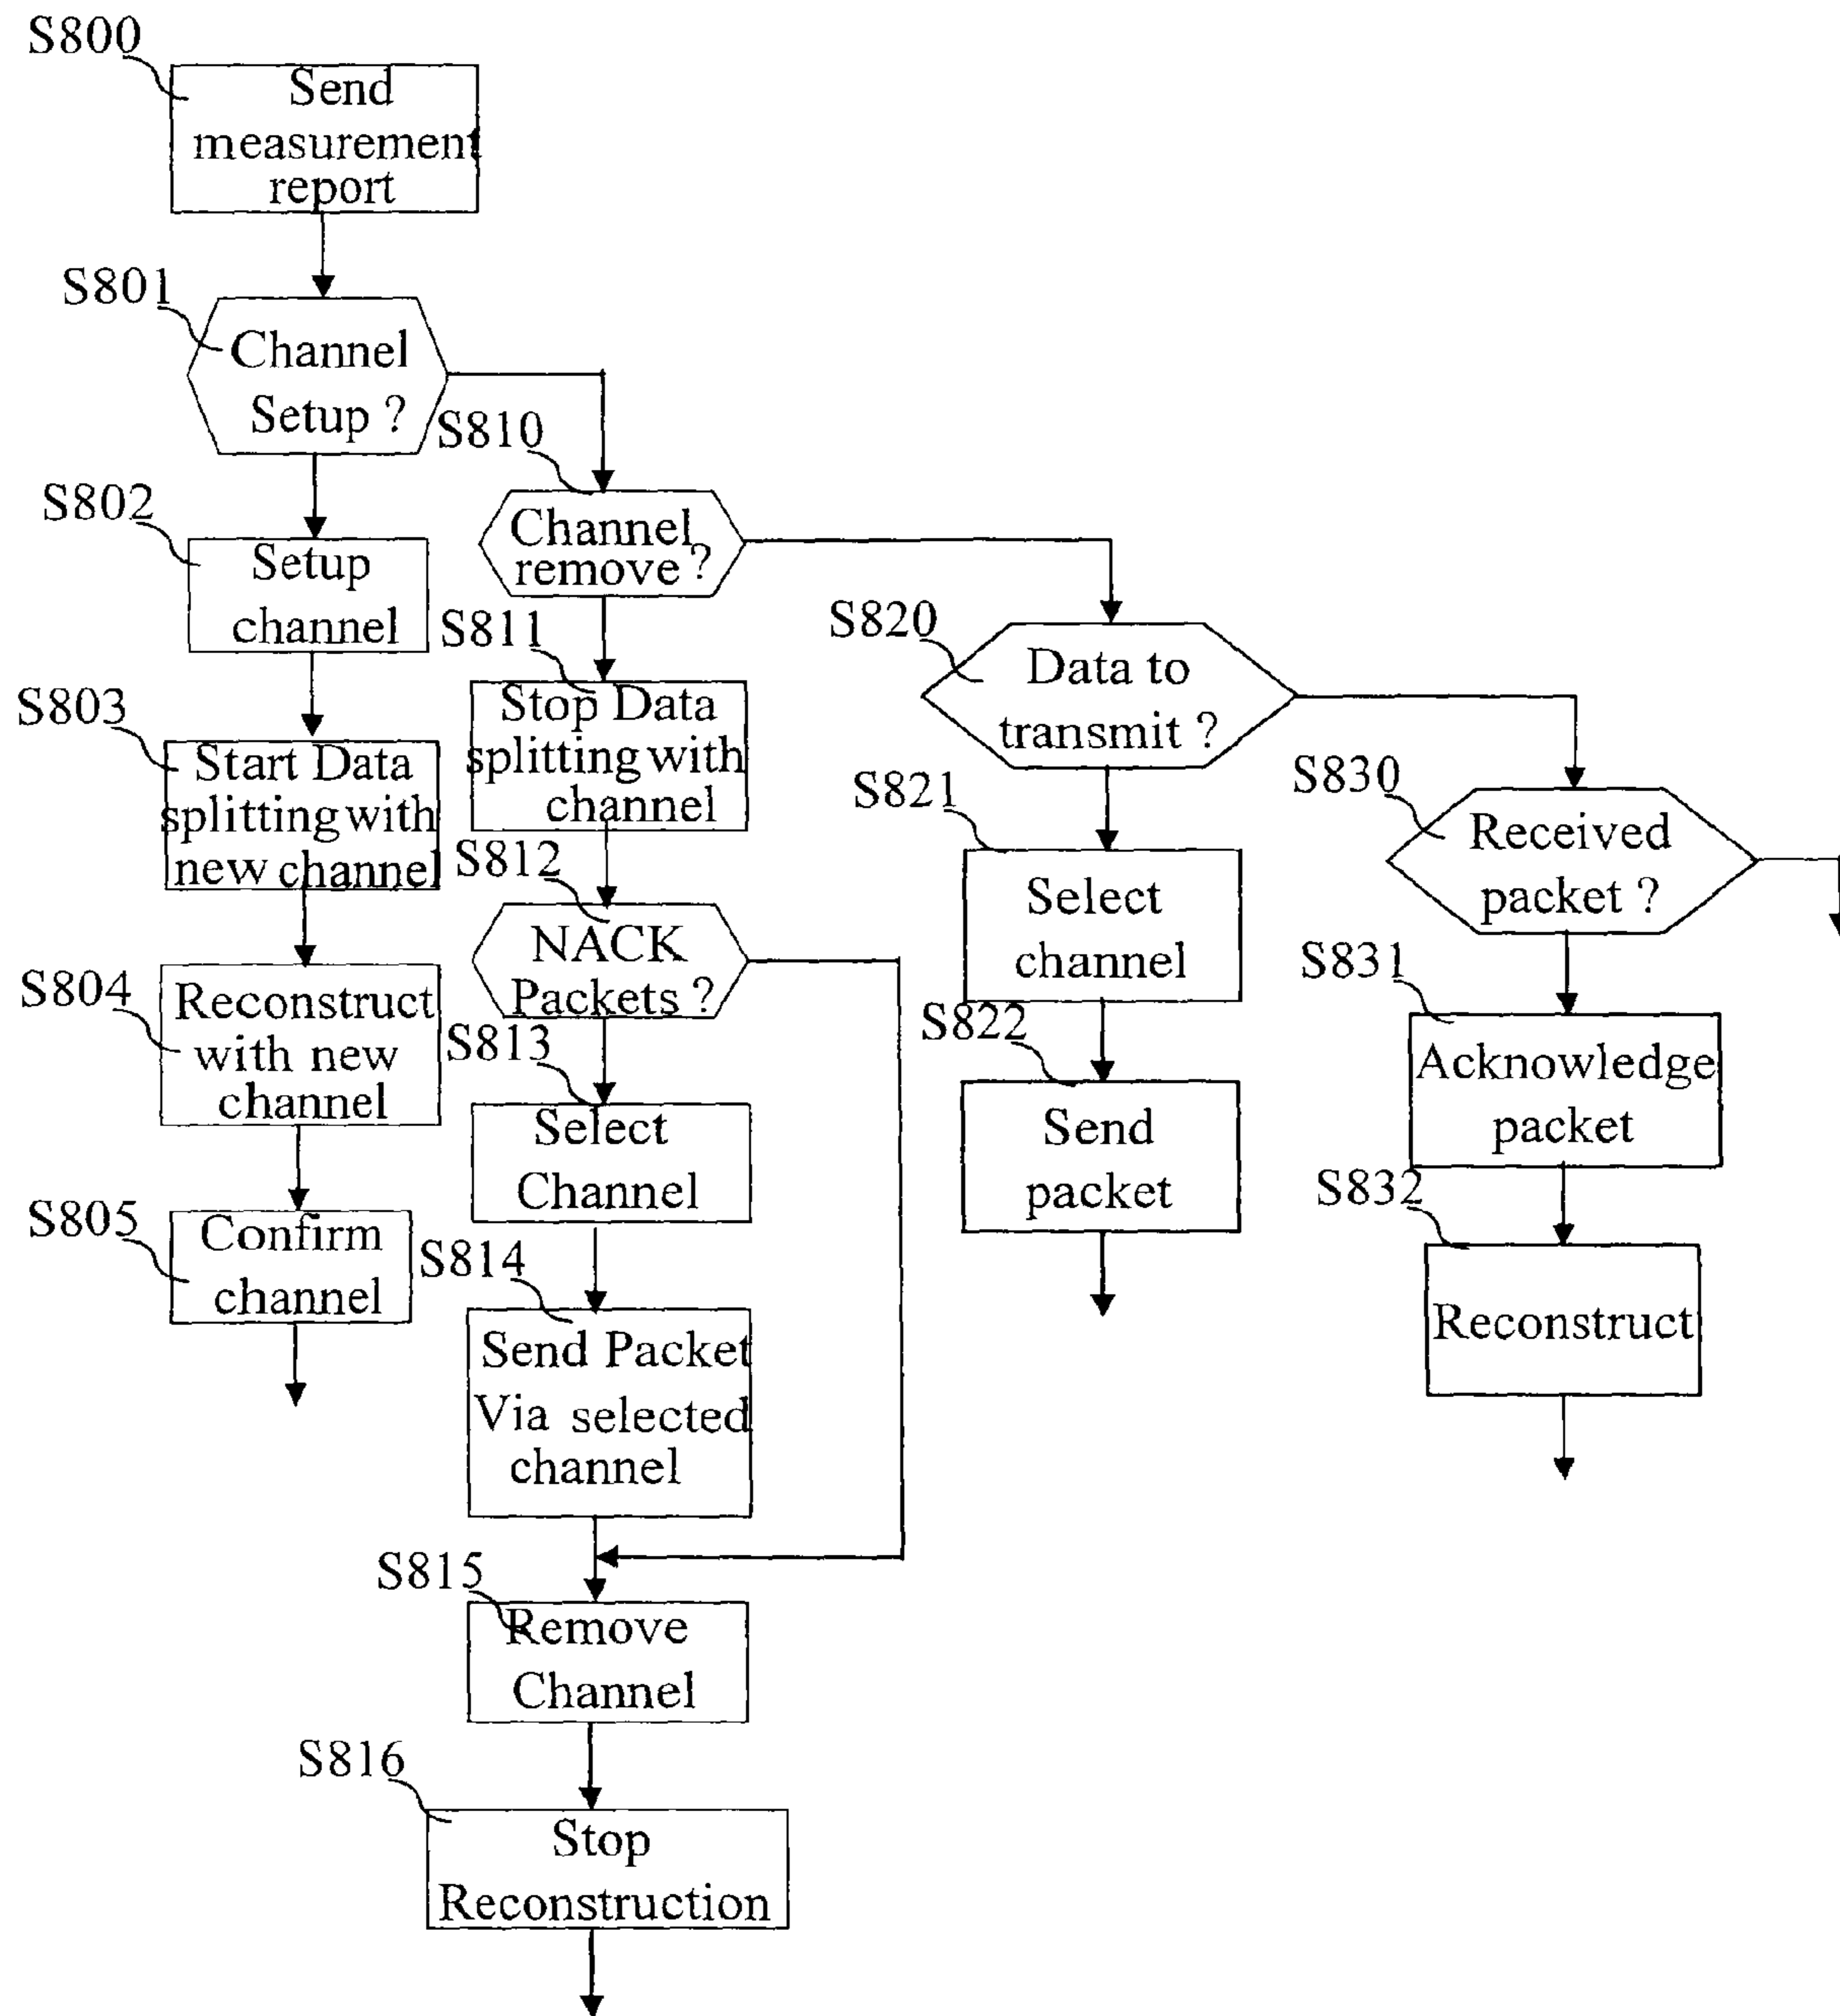 S800
Send
measurement
report
S801
Channel
Setup ?
S802
Setup
channel
S803
Start Data
splitting with
new channel
S804
Reconstruct
with new
channel
S805
Confirm
channel
S810
Channel
remove ?
S811
Stop Data
splitting with
channel
S812
NACK
Packets ?
S813
Select
Channel
S814
Send Packet
Via selected
channel
S815
Remove
Channel
S816
Stop
Reconstruction
S820
Data to
transmit ?
S821
Select
channel
S822
Send
packet
S830
Received
packet ?
S831
Acknowledge
packet
S832
Reconstruct